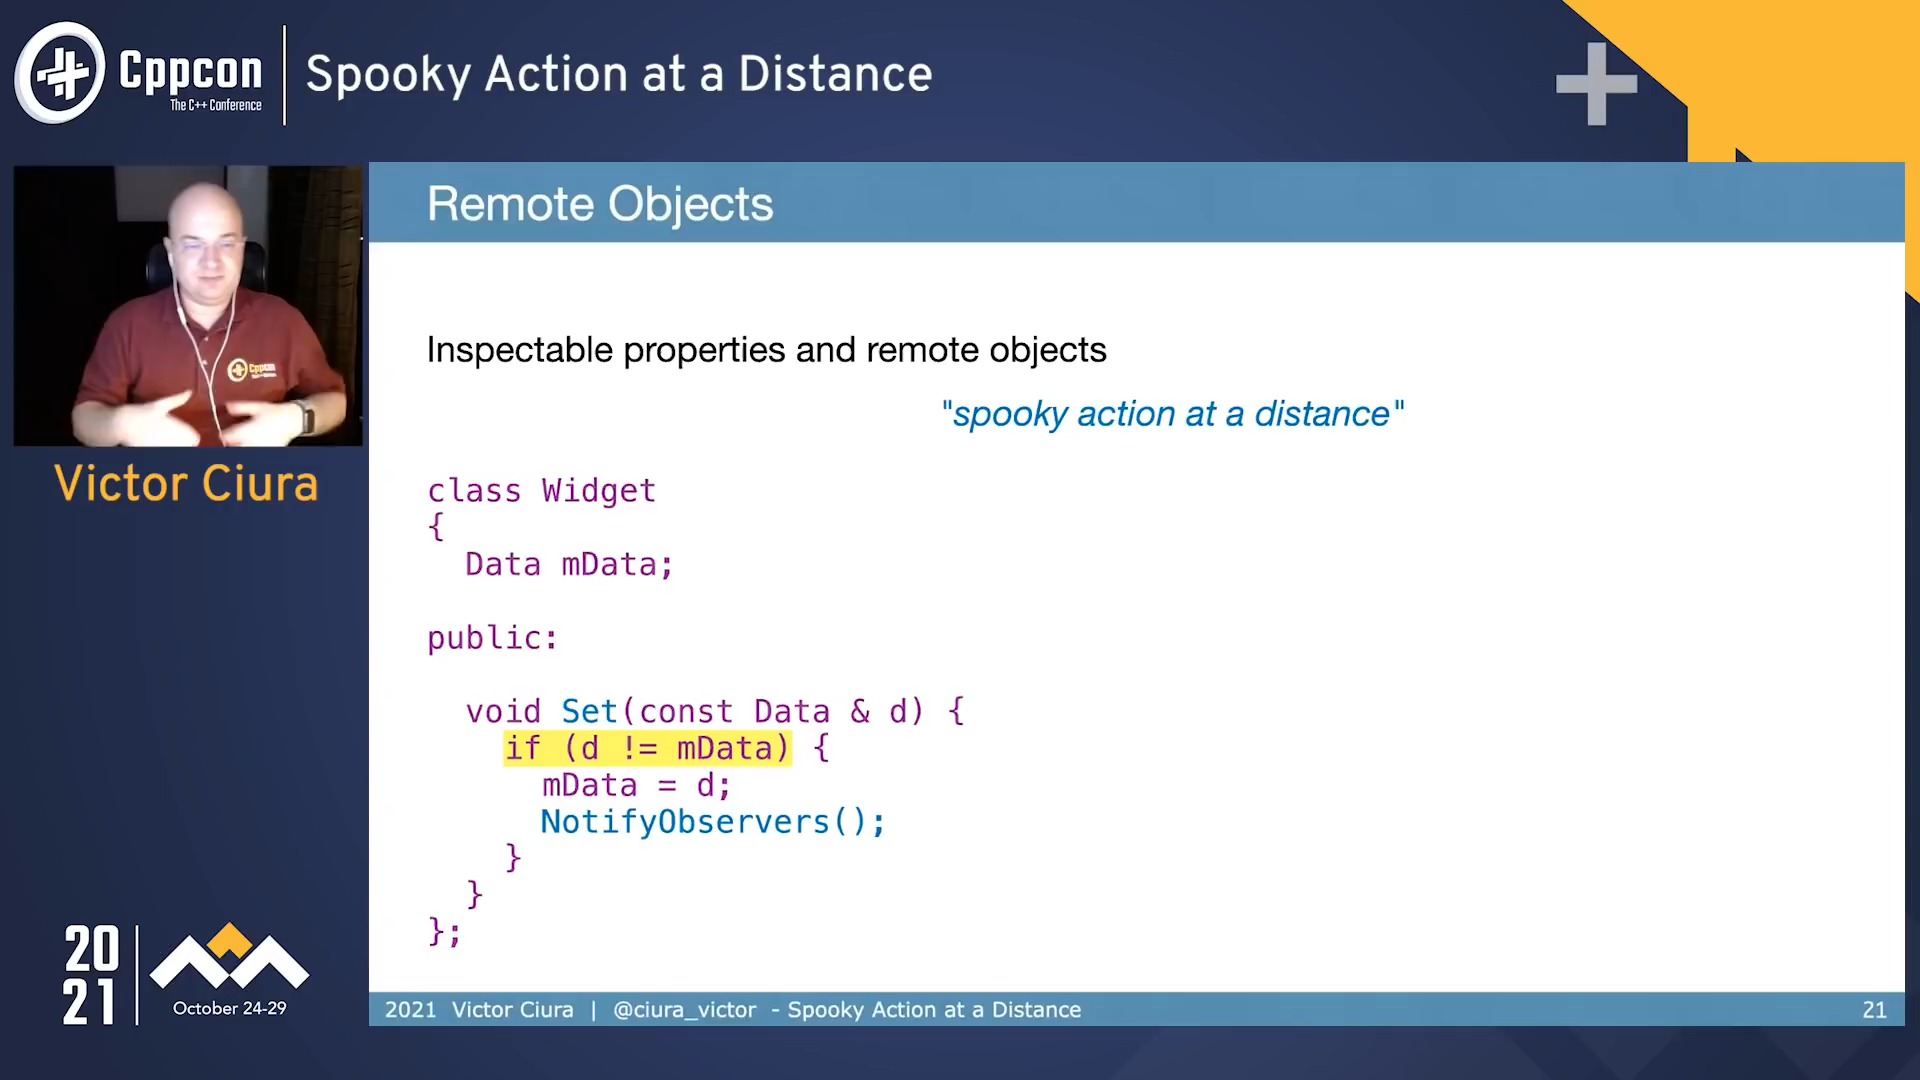 Cppcon
The C++ Conference
Spooky Action at a Distance
Cppcon
Victor Ciura
Remote Objects
Inspectable properties and remote objects
"spooky action at a distance"
class Widget
{
  Data mData;
public:
  void Set(const Data & d) {
    if (d != mData) {
      mData = d;
      NotifyObservers();
    }
  }
};
20
21
October 24-29
2021 Victor Ciura | @ciura_victor - Spooky Action at a Distance
21